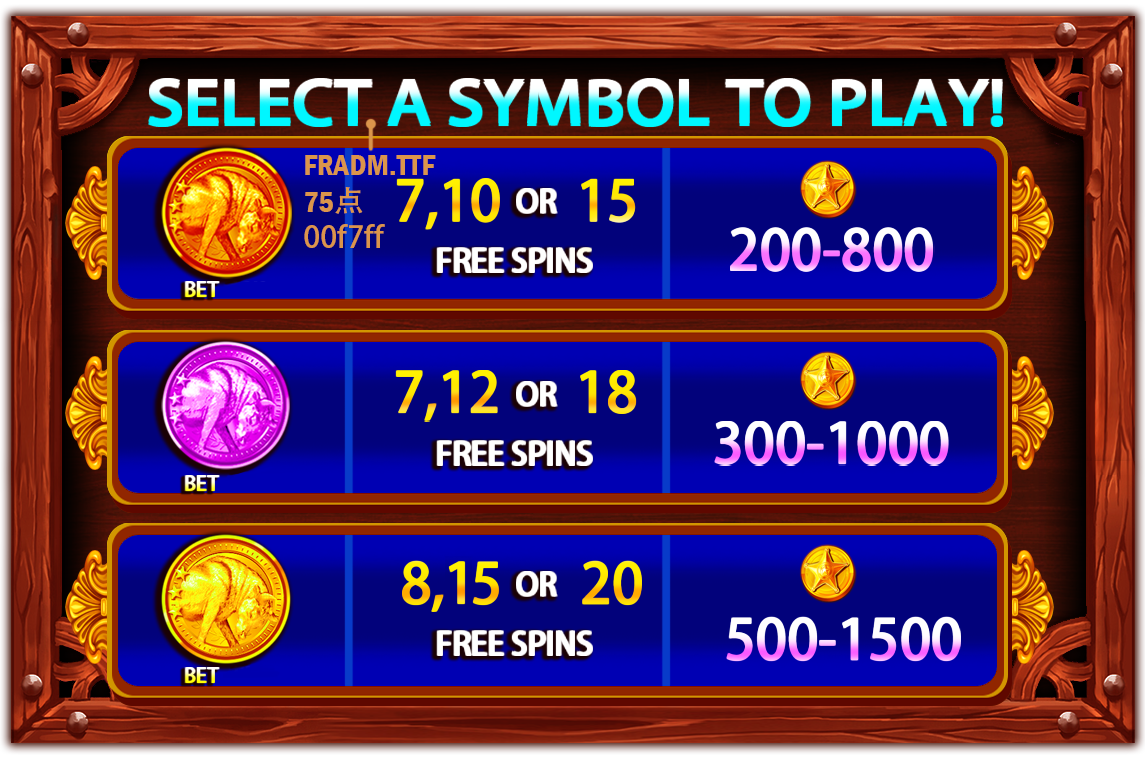 SELECT A SYMBOL TO PLAY!
FRADM.TTF
75点
00f7ff
7,10 OR 15
FREE SPINS
200-800
BET
7,12 OR 18
FREE SPINS
300-1000
BET
8,15 OR 20
FREE SPINS
500-1500
BET